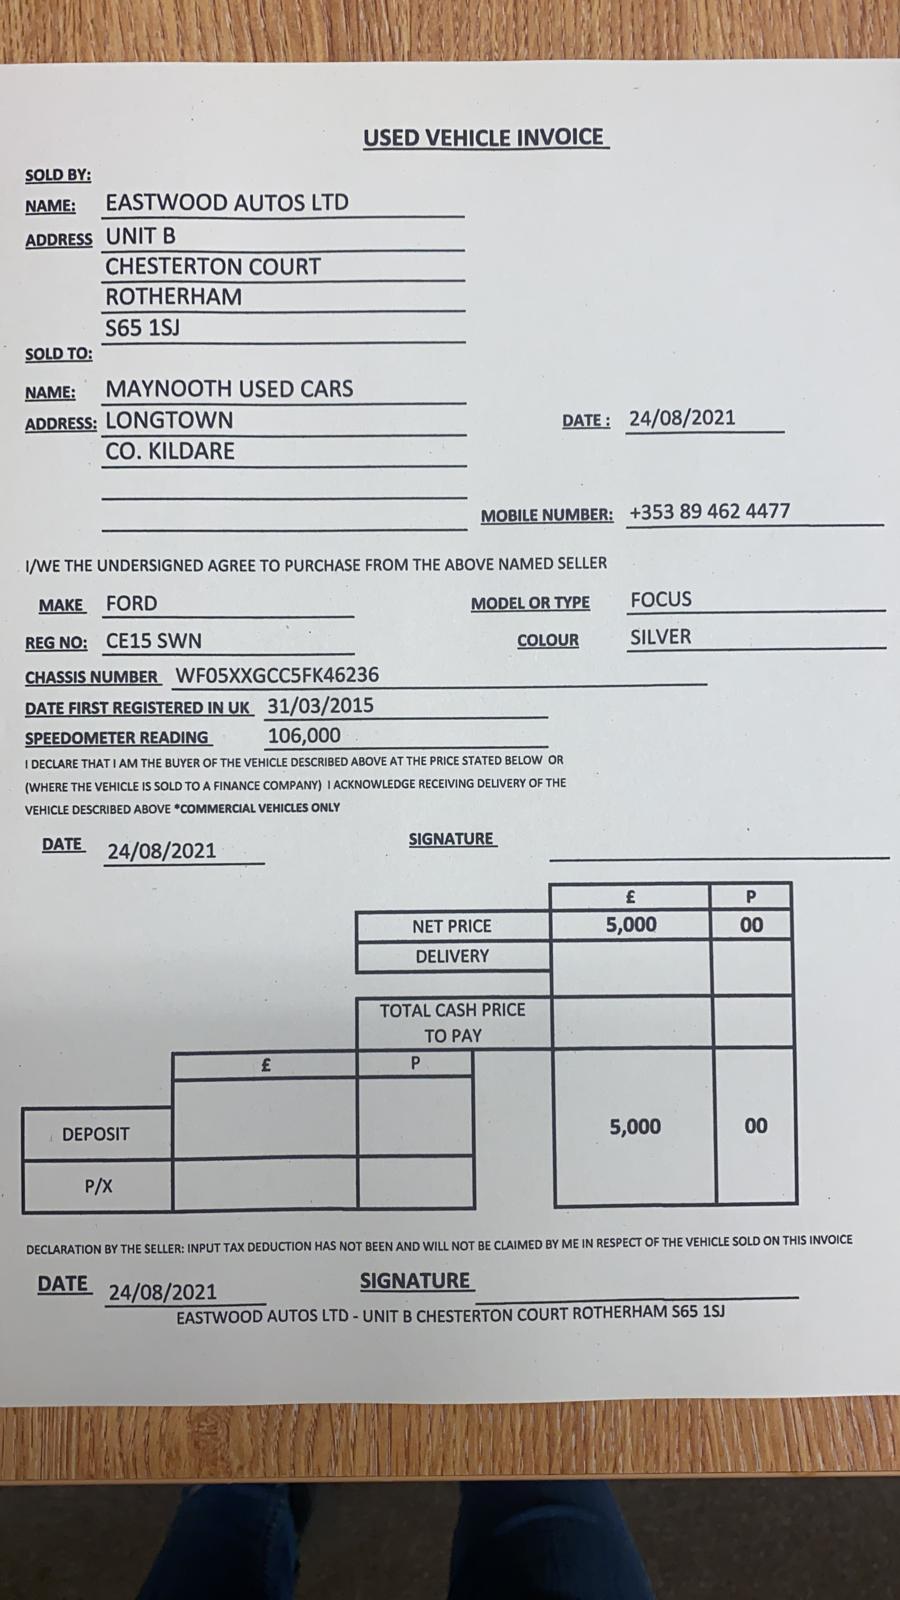 USED VEHICLE INVOICE
SOLD BY:
NAME: EASTWOOD AUTOS LTD
ADDRESS UNIT B
CHESTERTON COURT
ROTHERHAM
S65 1SJ
SOLD TO:
NAME: MAYNOOTH USED CARS
ADDRESS: LONGTOWN DATE : 24/08/2021
CO. KILDARE
MOBILE NUMBER: +353 89 462 4477
I/WE THE UNDERSIGNED AGREE TO PURCHASE FROM THE ABOVE NAMED SELLER
MAKE FORD MODEL OR TYPE FOCUS
REG NO: CE15 SWN COLOUR SILVER
CHASSIS NUMBER WF05XXGCC5FK46236
DATE FIRST REGISTERED IN UK 31/03/2015
SPEEDOMETER READING 106,000
I DECLARE THAT I AM THE BUYER OF THE VEHICLE DESCRIBED ABOVE AT THE PRICE STATED BELOW OR
(WHERE THE VEHICLE IS SOLD TO A FINANCE COMPANY) I ACKNOWLEDGE RECEIVING DELIVERY OF THE
VEHICLE DESCRIBED ABOVE *COMMERCIAL VEHICLES ONLY
DATE 24/08/2021 SIGNATURE
£ P
NET PRICE 5,000 00
DELIVERY
TOTAL CASH PRICE
TO PAY
£ P
DEPOSIT 5,000 00
P/X
DECLARATION BY THE SELLER: INPUT TAX DEDUCTION HAS NOT BEEN AND WILL NOT BE CLAIMED BY ME IN RESPECT OF THE VEHICLE SOLD ON THIS INVOICE
DATE 24/08/2021 SIGNATURE
EASTWOOD AUTOS LTD - UNIT B CHESTERTON COURT ROTHERHAM S65 1SJ